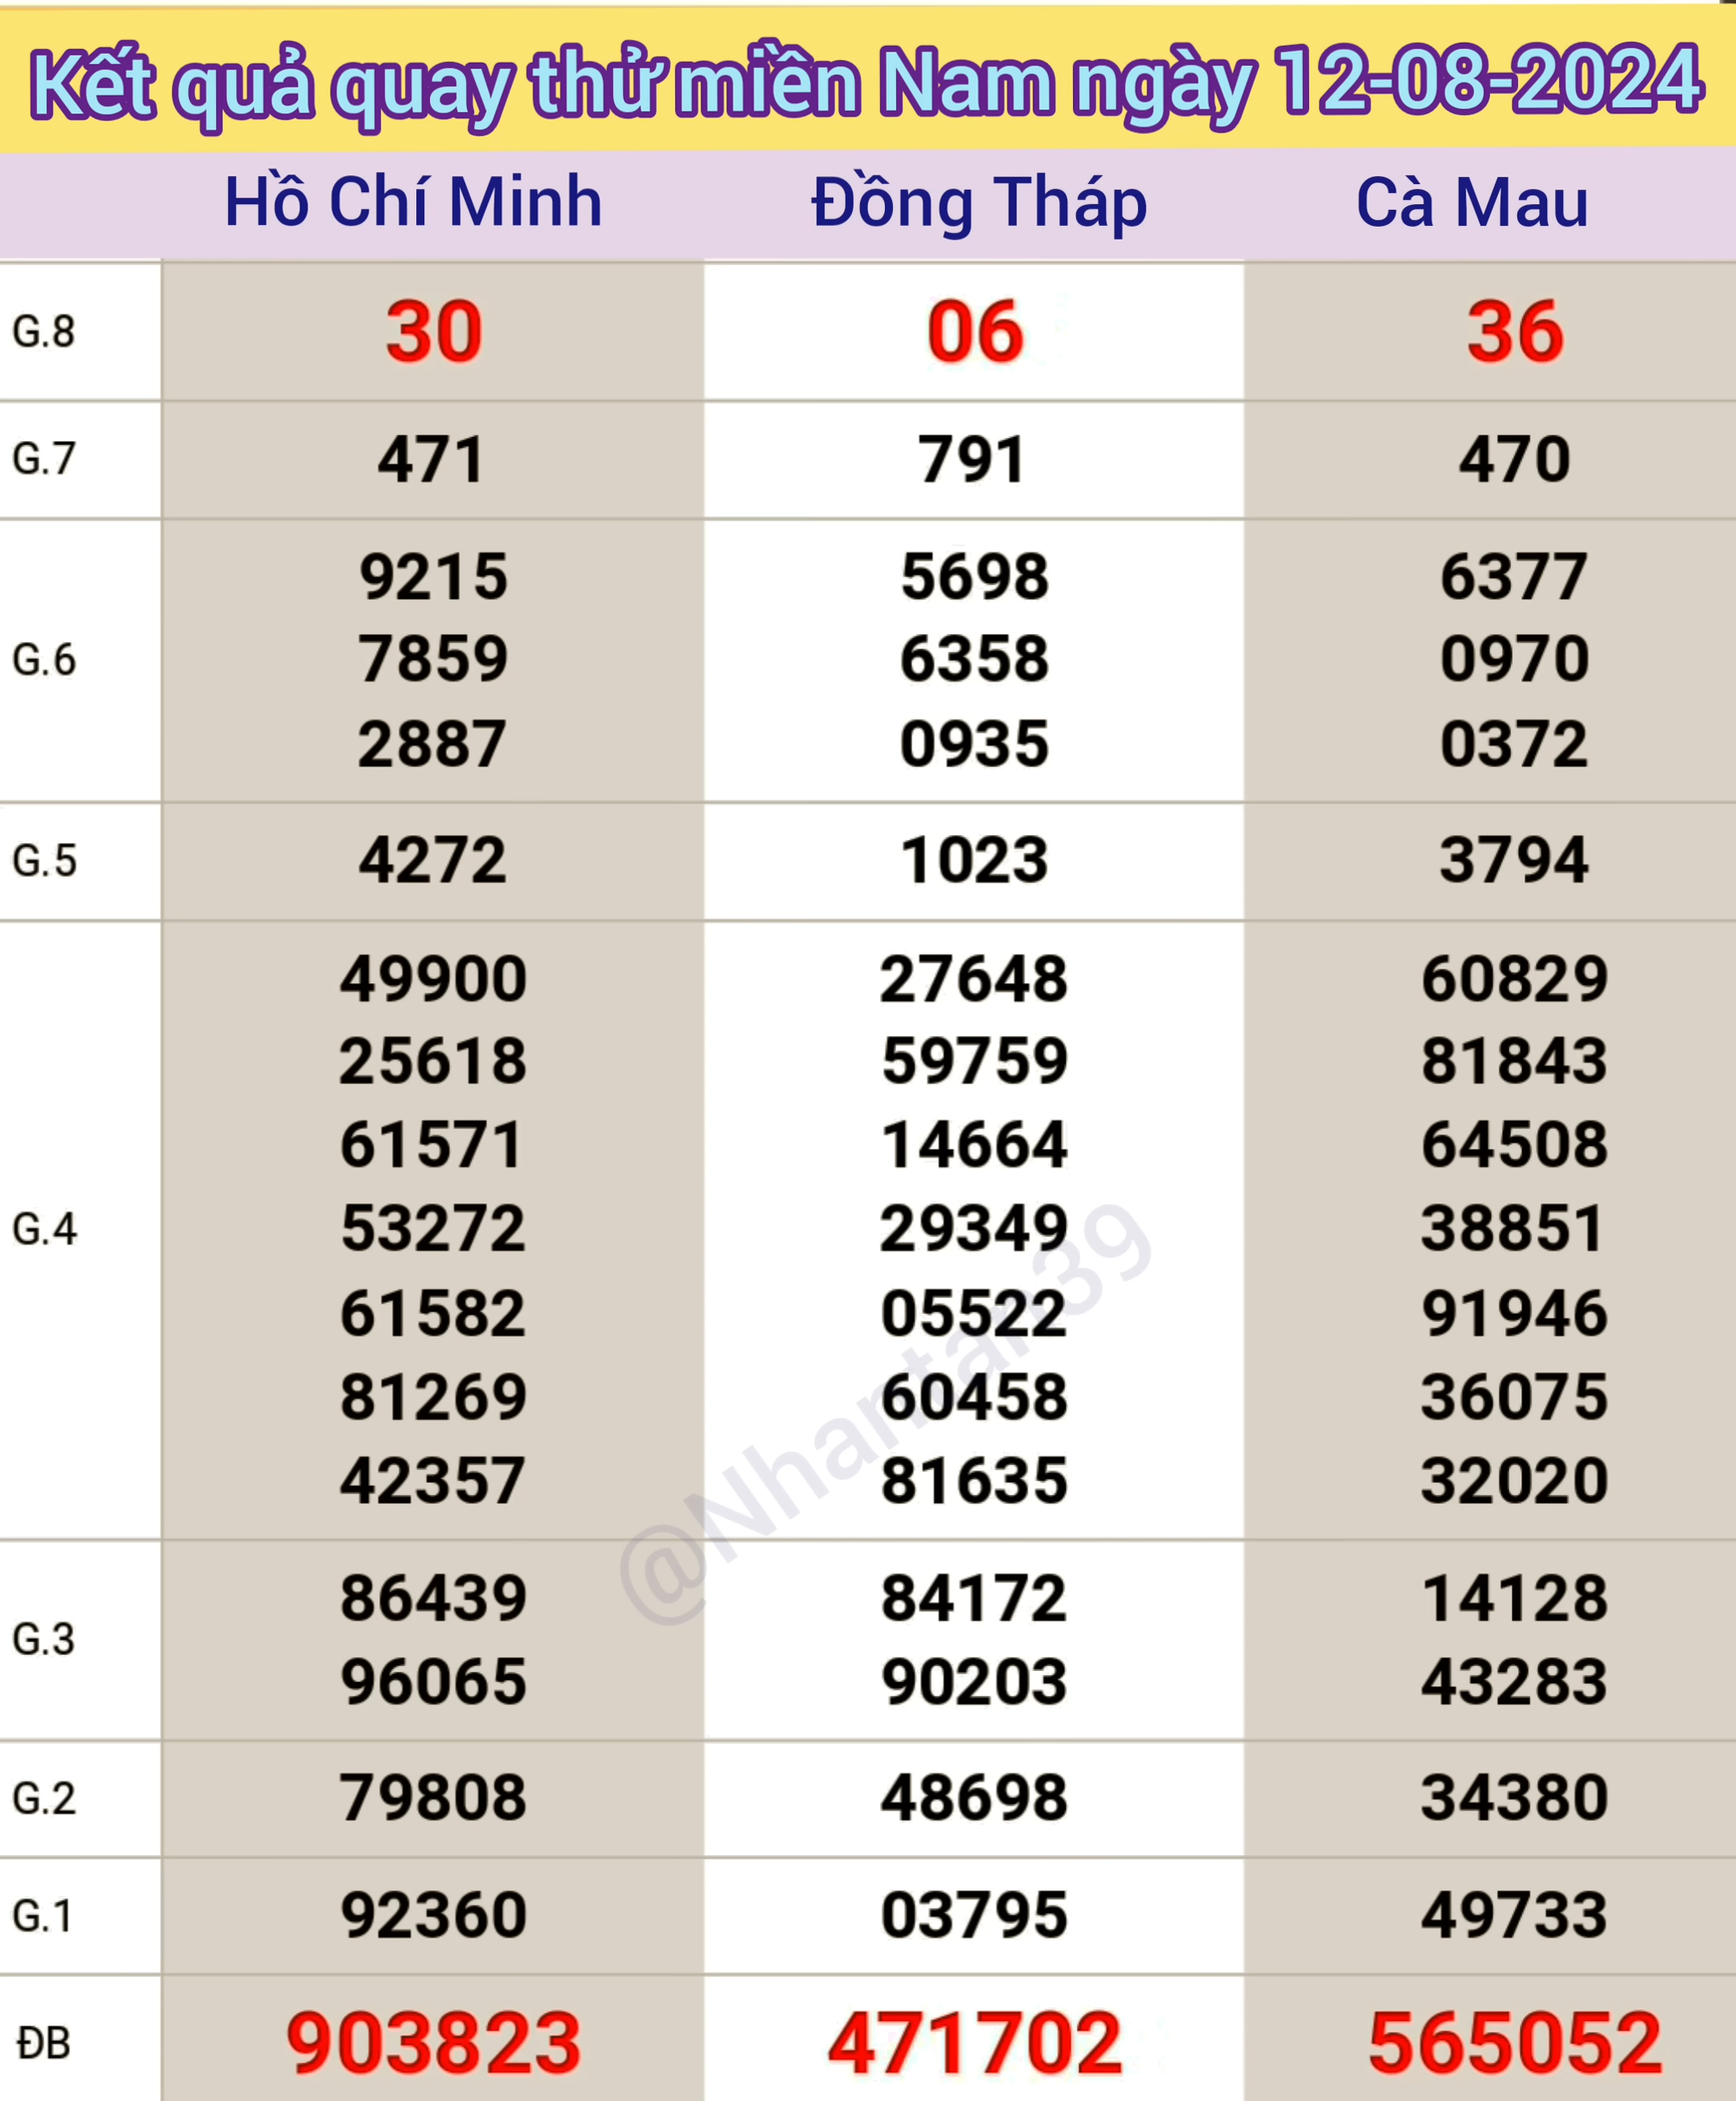 Kết quả quay thử miền Nam ngày 12-08-2024
Hồ Chí Minh Đồng Tháp Cà Mau
G.8 30 06 36
G.7 471 791 470
9215 5698 6377
G.6 7859 6358 0970
2887 0935 0372
G.5 4272 1023 3794
49900 27648 60829
25618 59759 81843
61571 14664 64508
G.4 53272 29349 38851
61582 05522 91946
81269 60458 36075
42357 81635 32020
@Nhantan39
86439 84172 14128
G.3
96065 90203 43283
G.2 79808 48698 34380
G.1 92360 03795 49733
ĐB 903823 471702 565052